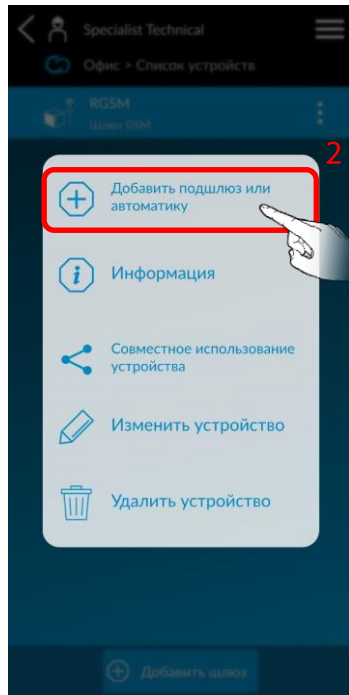 Specialist Technical
Офис > Список устройств
RGSM
Шлюз GSM
2
Добавить подшлюз или
автоматику
Информация
Совместное использование
устройства
Изменить устройство
Удалить устройство
Добавить шлюз